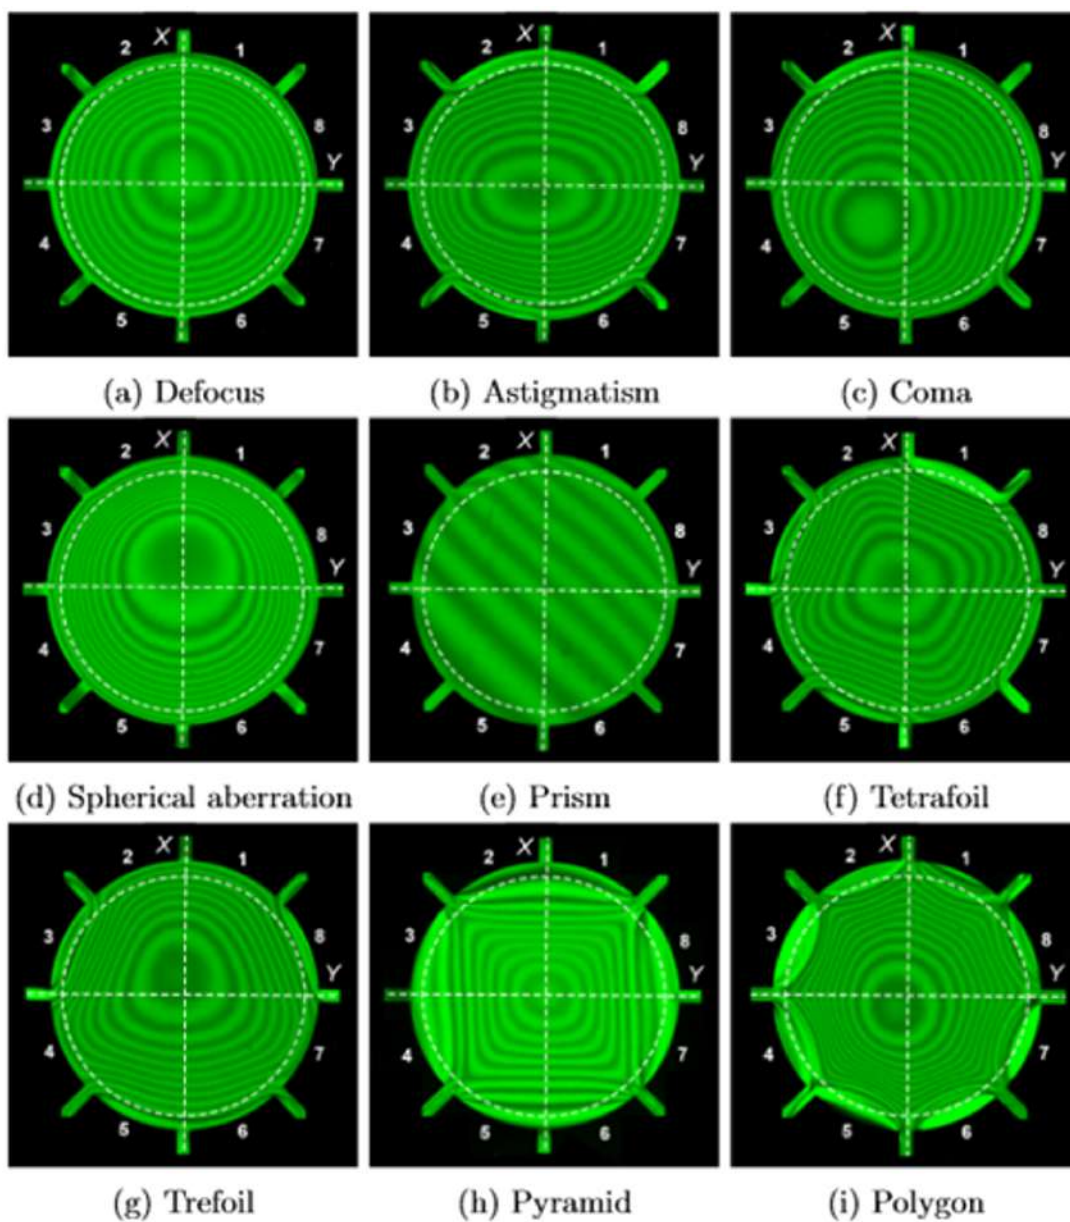 X
2 1
3 8
Y
4 7
5 6
X
2 1
3 8
Y
4 7
5 6
X
2 1
3 8
Y
4 7
5 6
(a) Defocus
(b) Astigmatism
(c) Coma
X
2 1
3 8
Y
4 7
5 6
X
2 1
3 8
Y
4 7
5 6
X
2 1
3 8
Y
4 7
5 6
(d) Spherical aberration
(e) Prism
(f) Tetrafoil
X
2 1
3 8
Y
4 7
5 6
X
2 1
3 8
Y
4 7
5 6
X
2 1
3 8
Y
4 7
5 6
(g) Trefoil
(h) Pyramid
(i) Polygon